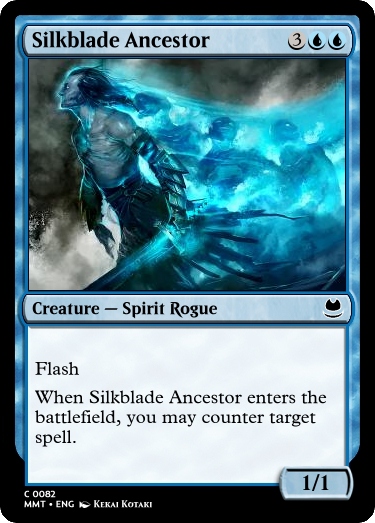 Silkblade Ancestor 3
Creature — Spirit Rogue
Flash
When Silkblade Ancestor enters the
battlefield, you may counter target
spell.
1/1
C 0082
MMT • ENG Kekai Kotaki